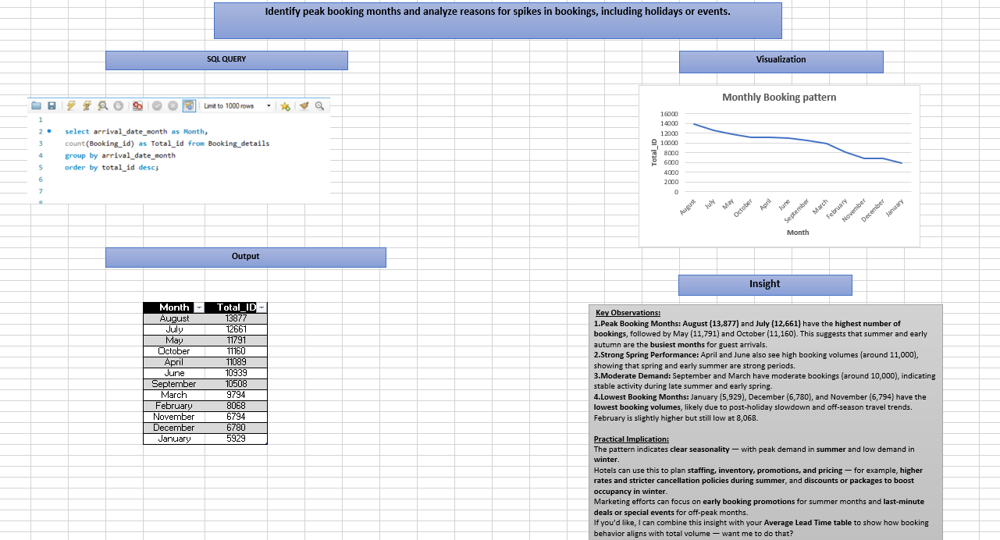 Identify peak booking months and analyze reasons for spikes in bookings, including holidays or events.
SQL QUERY
Limit to 1000 rows
1
2 select arrival_date_month as Month,
3 count(Booking_id) as Total_id from Booking_details
4 group by arrival_date_month
5 order by total_id desc;
6
7
8
Output
Month Total_ID
August 13877
July 12661
May 11791
October 11160
April 11089
June 10939
September 10508
March 9794
February 8068
November 6794
December 6780
January 5929
Visualization
Monthly Booking pattern
Total_ID
16000
14000
12000
10000
8000
6000
4000
2000
0
August July May October April June September March February November December January
Month
Insight
Key Observations:
1.Peak Booking Months: August (13,877) and July (12,661) have the highest number of
bookings, followed by May (11,791) and October (11,160). This suggests that summer and early
autumn are the busiest months for guest arrivals.
2.Strong Spring Performance: April and June also see high booking volumes (around 11,000),
showing that spring and early summer are strong periods.
3.Moderate Demand: September and March have moderate bookings (around 10,000), indicating
stable activity during late summer and early spring.
4.Lowest Booking Months: January (5,929), December (6,780), and November (6,794) have the
lowest booking volumes, likely due to post-holiday slowdown and off-season travel trends.
February is slightly higher but still low at 8,068.
Practical Implication:
The pattern indicates clear seasonality — with peak demand in summer and low demand in
winter.
Hotels can use this to plan staffing, inventory, promotions, and pricing — for example, higher
rates and stricter cancellation policies during summer, and discounts or packages to boost
occupancy in winter.
Marketing efforts can focus on early booking promotions for summer months and last-minute
deals or special events for off-peak months.
If you'd like, I can combine this insight with your Average Lead Time table to show how booking
behavior aligns with total volume — want me to do that?